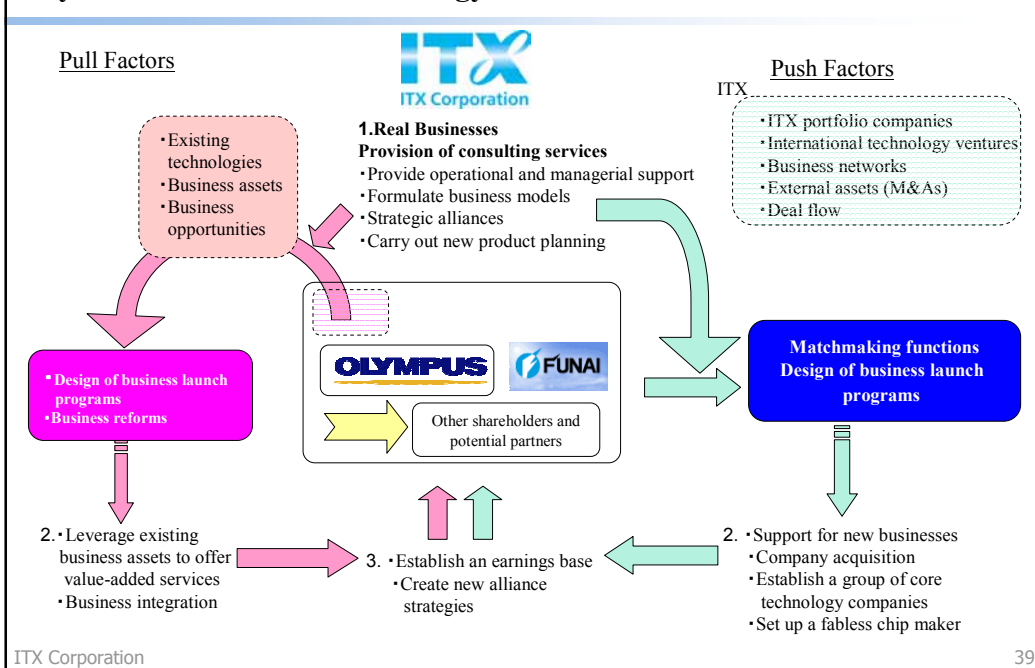 Pull Factors
ITX
ITX Corporation
Push Factors
ITX
・Existing
technologies
・Business assets
・Business
opportunities
1.Real Businesses
Provision of consulting services
・Provide operational and managerial support
・Formulate business models
・Strategic alliances
・Carry out new product planning
・ITX portfolio companies
・International technology ventures
・Business networks
・External assets (M&As)
・Deal flow
・Design of business launch
programs
・Business reforms
OLYMPUS
FUNAI
Other shareholders and
potential partners
Matchmaking functions
Design of business launch
programs
2.・Leverage existing
business assets to offer
value-added services
・Business integration
3. ・Establish an earnings base
・Create new alliance
strategies
2. ・Support for new businesses
・Company acquisition
・Establish a group of core
technology companies
・Set up a fabless chip maker
ITX Corporation
39